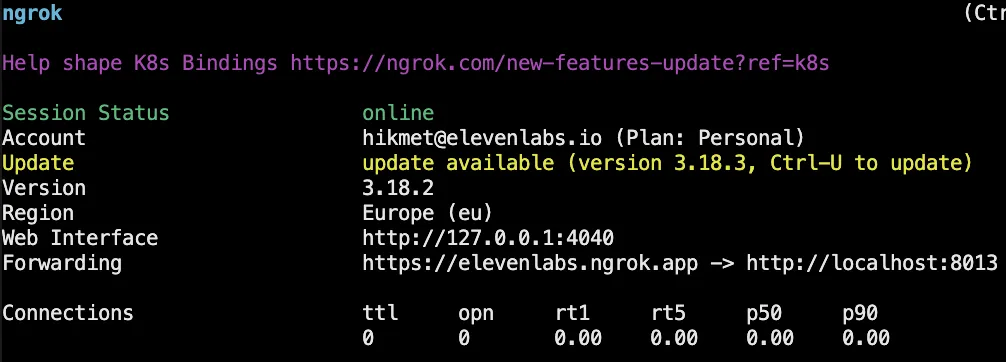 ngrok (Ctr
Help shape K8s Bindings https://ngrok.com/new-features-update?ref=k8s
Session Status online
Account hikmet@elevenlabs.io (Plan: Personal)
Update update available (version 3.18.3, Ctrl-U to update)
Version 3.18.2
Region Europe (eu)
Web Interface http://127.0.0.1:4040
Forwarding https://elevenlabs.ngrok.app -> http://localhost:8013
Connections ttl opn rt1 rt5 p50 p90
0 0 0.00 0.00 0.00 0.00